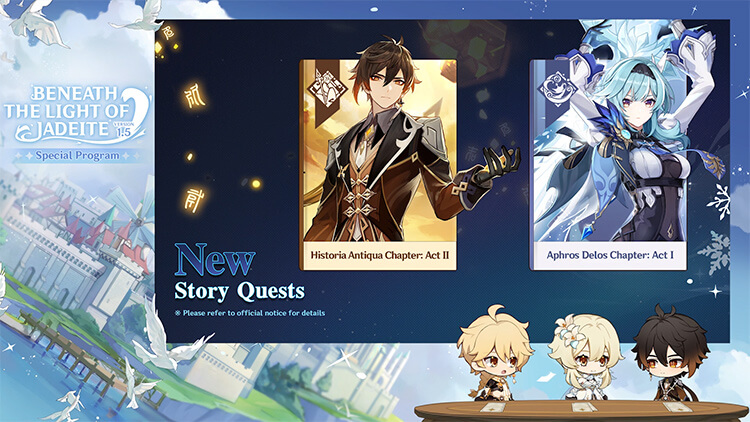 BENEATH
THE LIGHT OF
JADEITE VERSION 1.5
Special Program
Historia Antiqua Chapter: Act II
Aphros Delos Chapter: Act I
New
Story Quests
※ Please refer to official notice for details